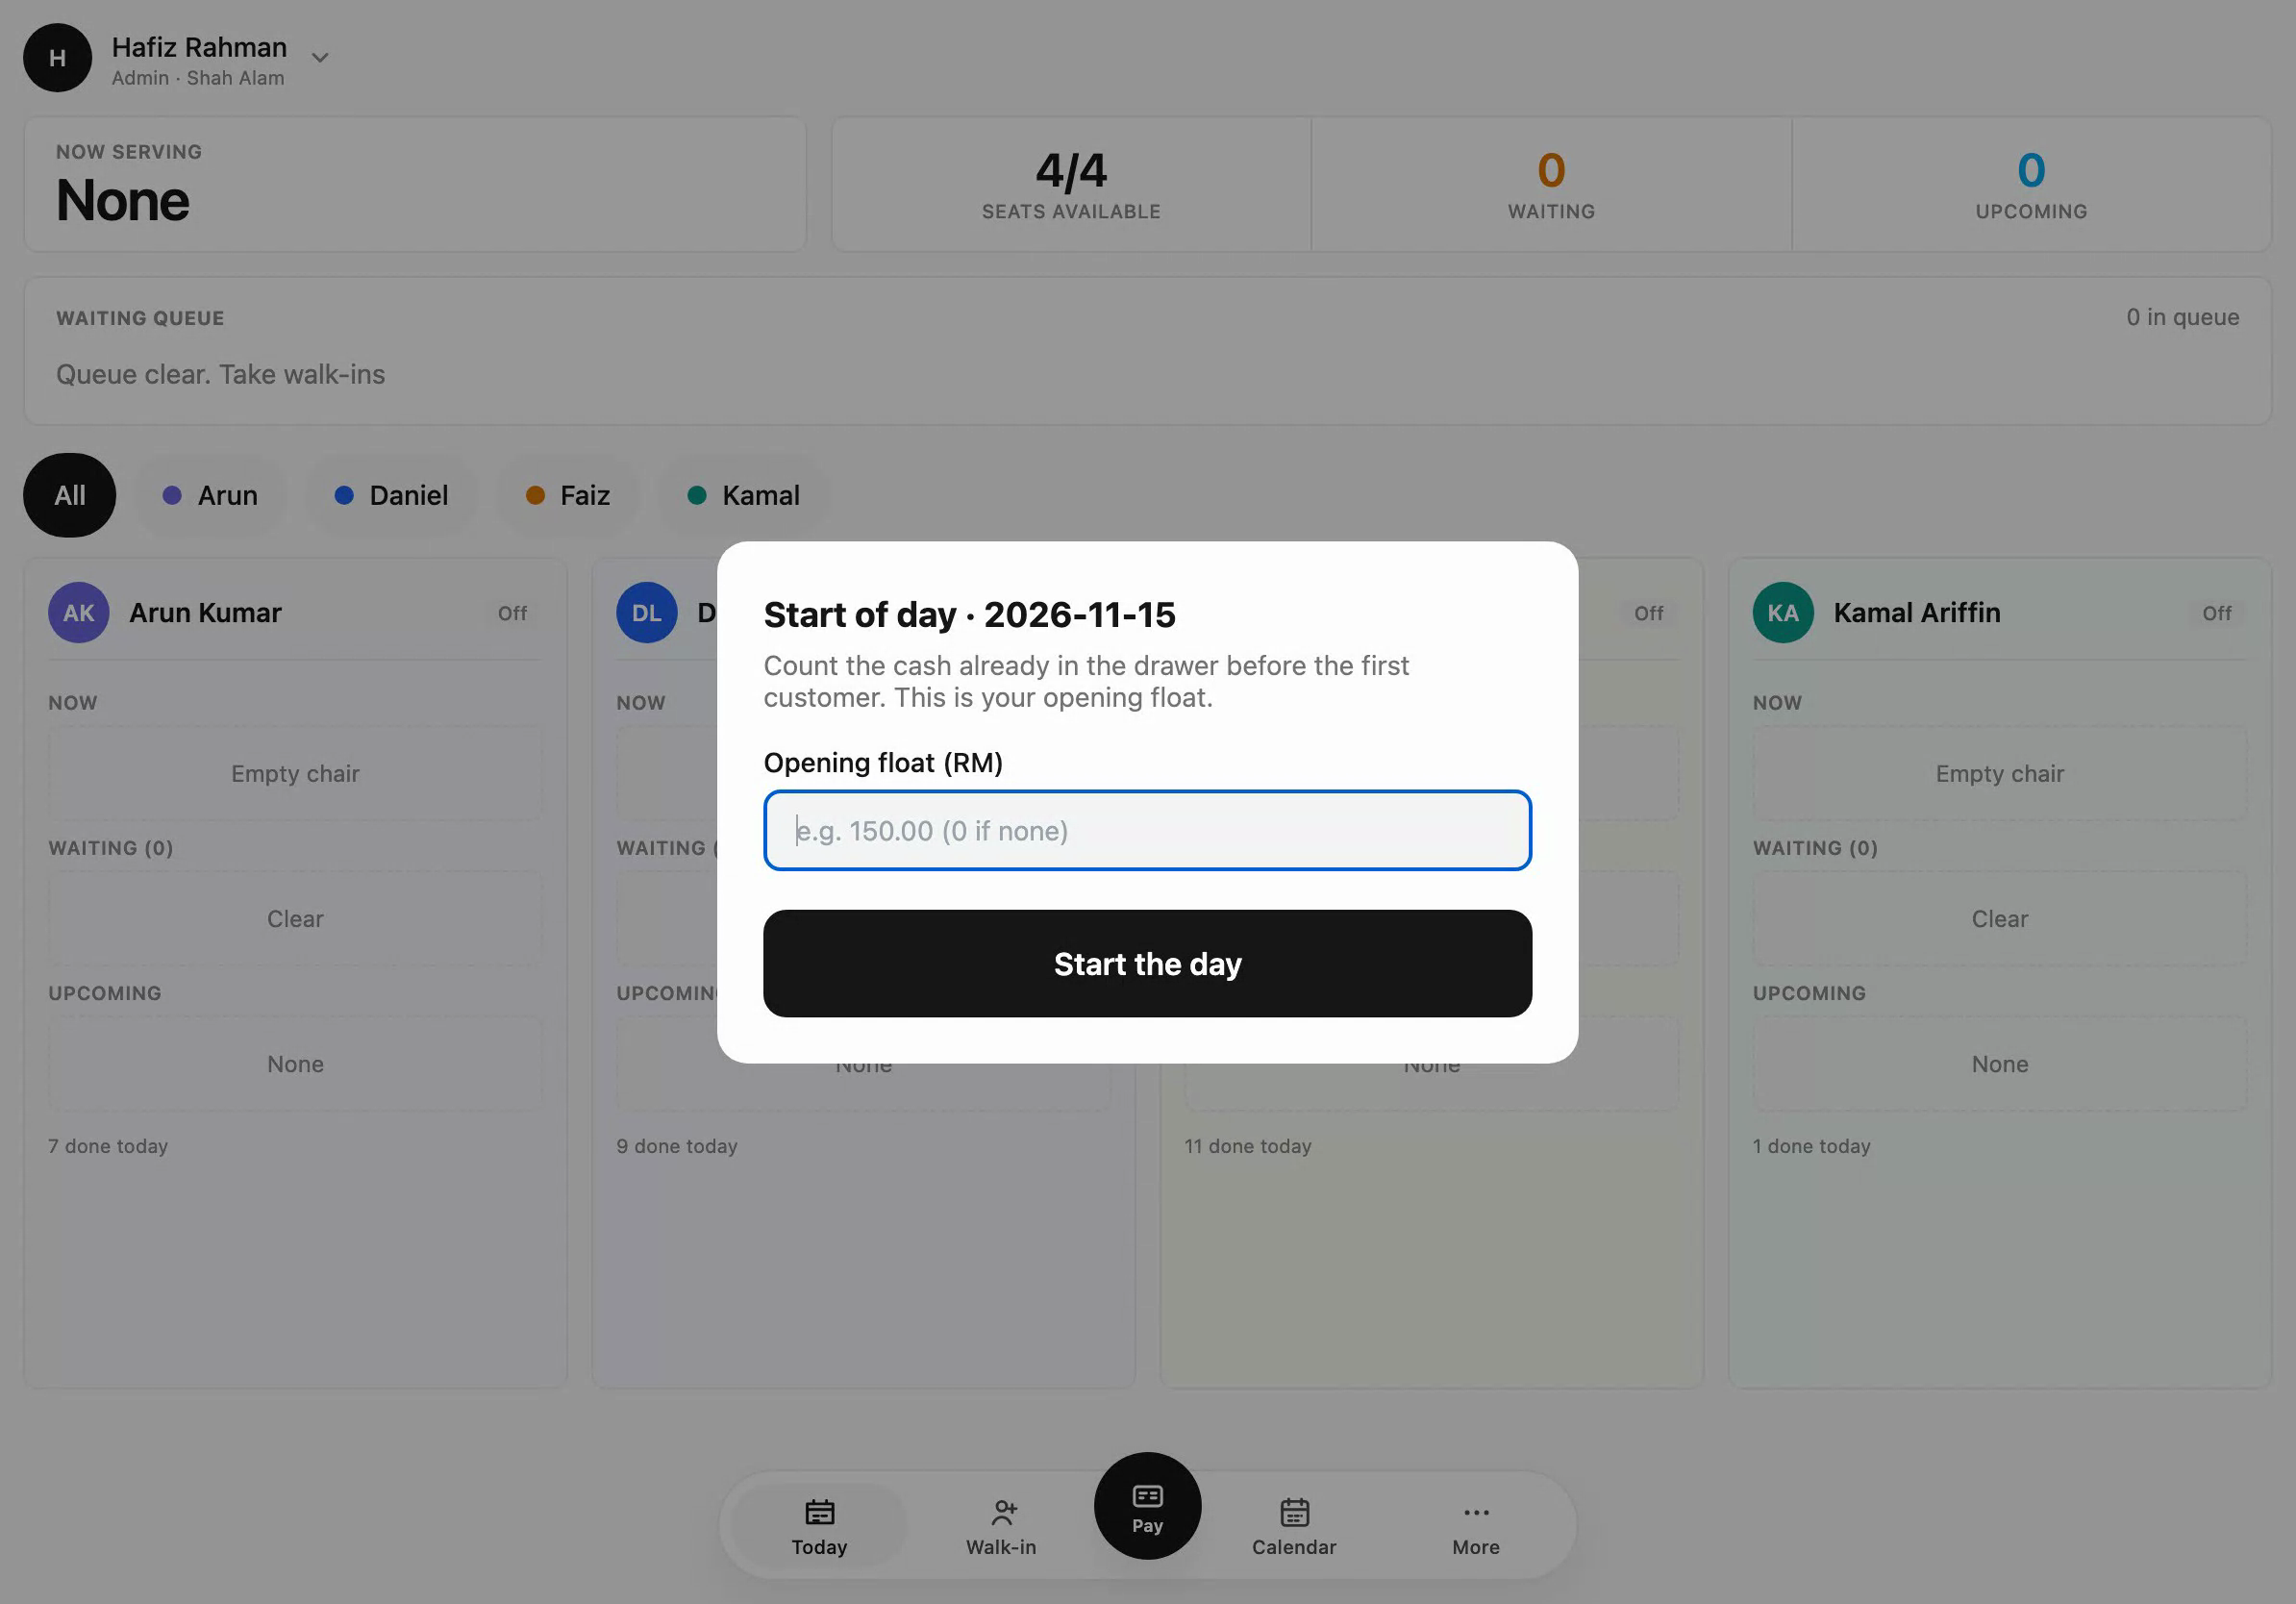 H
Hafiz Rahman
Admin · Shah Alam
NOW SERVING
None
4/4
SEATS AVAILABLE
0
WAITING
0
UPCOMING
WAITING QUEUE
0 in queue
Queue clear. Take walk-ins
All
Arun
Daniel
Faiz
Kamal
AK
Arun Kumar
Off
NOW
Empty chair
WAITING (0)
Clear
UPCOMING
None
7 done today
DL
D
NOW
WAITING (
UPCOMIN
None
9 done today
Start of day · 2026-11-15
Count the cash already in the drawer before the first
customer. This is your opening float.
Opening float (RM)
e.g. 150.00 (0 if none)
Start the day
Off
None
11 done today
KA
Kamal Ariffin
Off
NOW
Empty chair
WAITING (0)
Clear
UPCOMING
None
1 done today
Today
Walk-in
Pay
Calendar
More